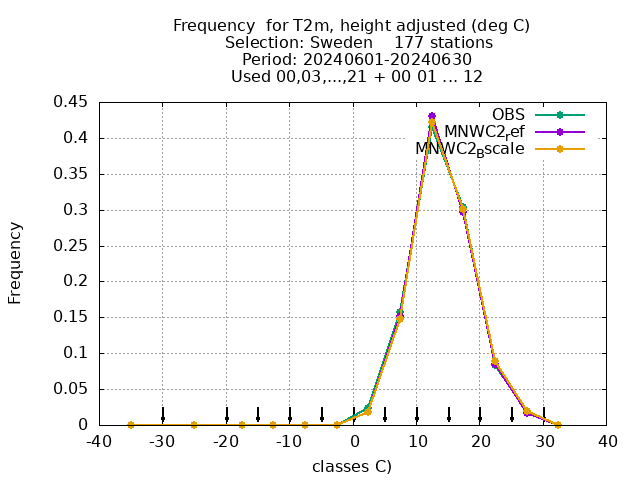 Frequency  for T2m, height adjusted (deg C)
Selection: Sweden    177 stations
Period: 20240601-20240630
Used 00,03,...,21 + 00 01 ... 12
OBS
MNWC2_ref
MNWC2_Bscale
Frequency
0.45
0.4
0.35
0.3
0.25
0.2
0.15
0.1
0.05
0
-40 -30 -20 -10 0 10 20 30 40
classes C)